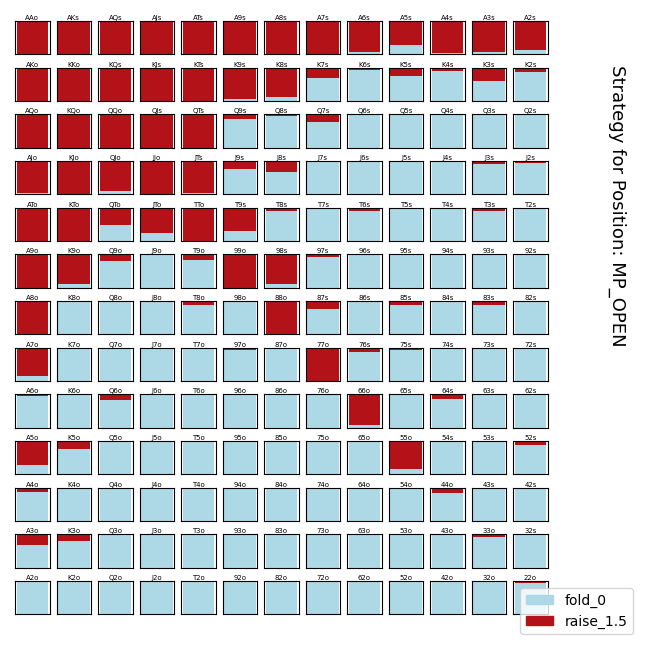 AAo AKs AQs AJs ATs A9s A8s A7s A6s A5s A4s A3s A2s
AKo KKo KQs KJs KTs K9s K8s K7s K6s K5s K4s K3s K2s
AQo KQo QQo QJs QTs Q9s Q8s Q7s Q6s Q5s Q4s Q3s Q2s
AJo KJo QJo JJo JTs J9s J8s J7s J6s J5s J4s J3s J2s
ATo KTo QTo JTo TTo T9s T8s T7s T6s T5s T4s T3s T2s
A9o K9o Q9o J9o T9o 99o 98s 97s 96s 95s 94s 93s 92s
A8o K8o Q8o J8o T8o 98o 88o 87s 86s 85s 84s 83s 82s
A7o K7o Q7o J7o T7o 97o 87o 77o 76s 75s 74s 73s 72s
A6o K6o Q6o J6o T6o 96o 86o 76o 66o 65s 64s 63s 62s
A5o K5o Q5o J5o T5o 95o 85o 75o 65o 55o 54s 53s 52s
A4o K4o Q4o J4o T4o 94o 84o 74o 64o 54o 44o 43s 42s
A3o K3o Q3o J3o T3o 93o 83o 73o 63o 53o 43o 33o 32s
A2o K2o Q2o J2o T2o 92o 82o 72o 62o 52o 42o 32o 22o
Strategy for Position: MP_OPEN
fold_0
raise_1.5